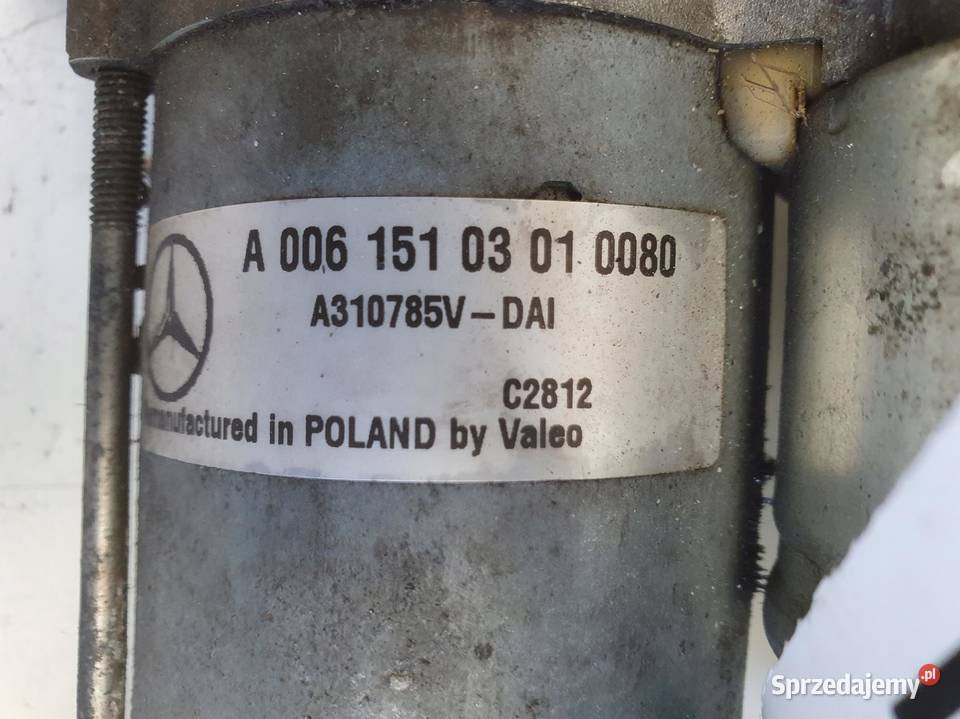 A 006 151 03 01 0080
A310785V-DAI
C2812
manufactured in POLAND by Valeo
Sprzedajemy.pl